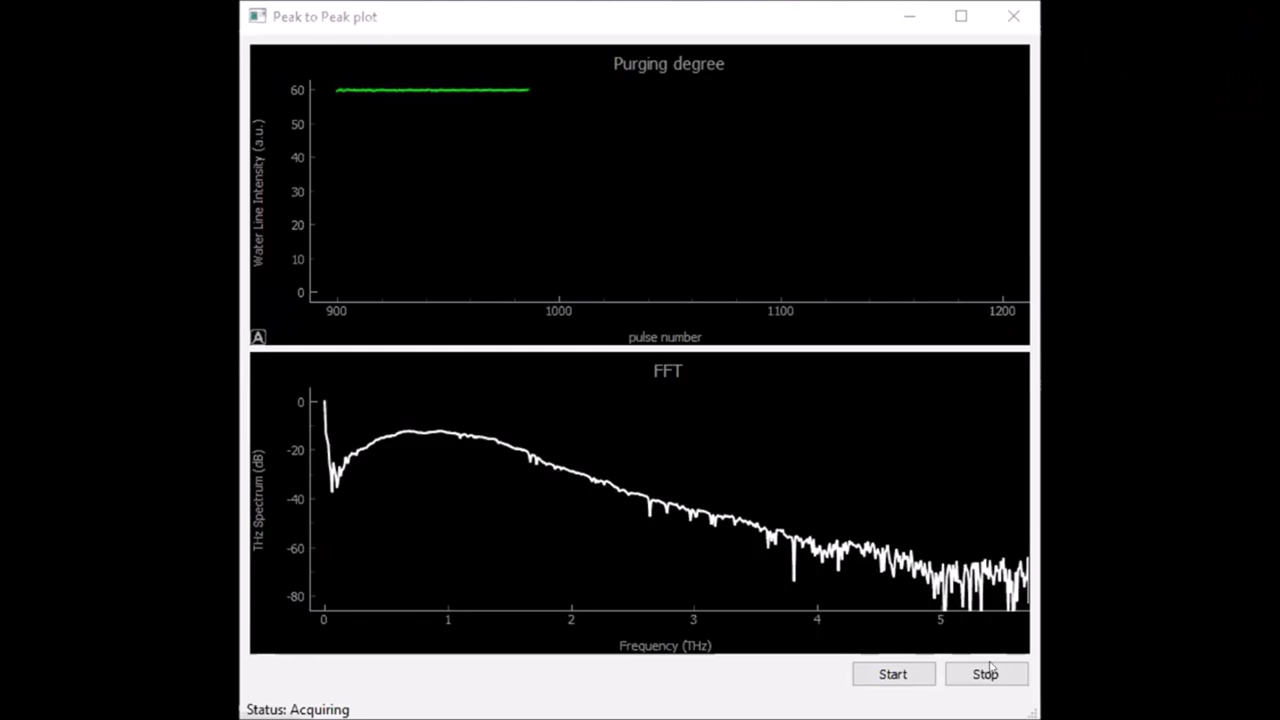 Peak to Peak plot
Purging degree
Water Line Intensity (a.u.)
60
50
40
30
20
10
0
900 1000 1100 1200
pulse number
A
FFT
THz Spectrum (dB)
0
-20
-40
-60
-80
0 1 2 3 4 5
Frequency (THz)
Start Stop
Status: Acquiring